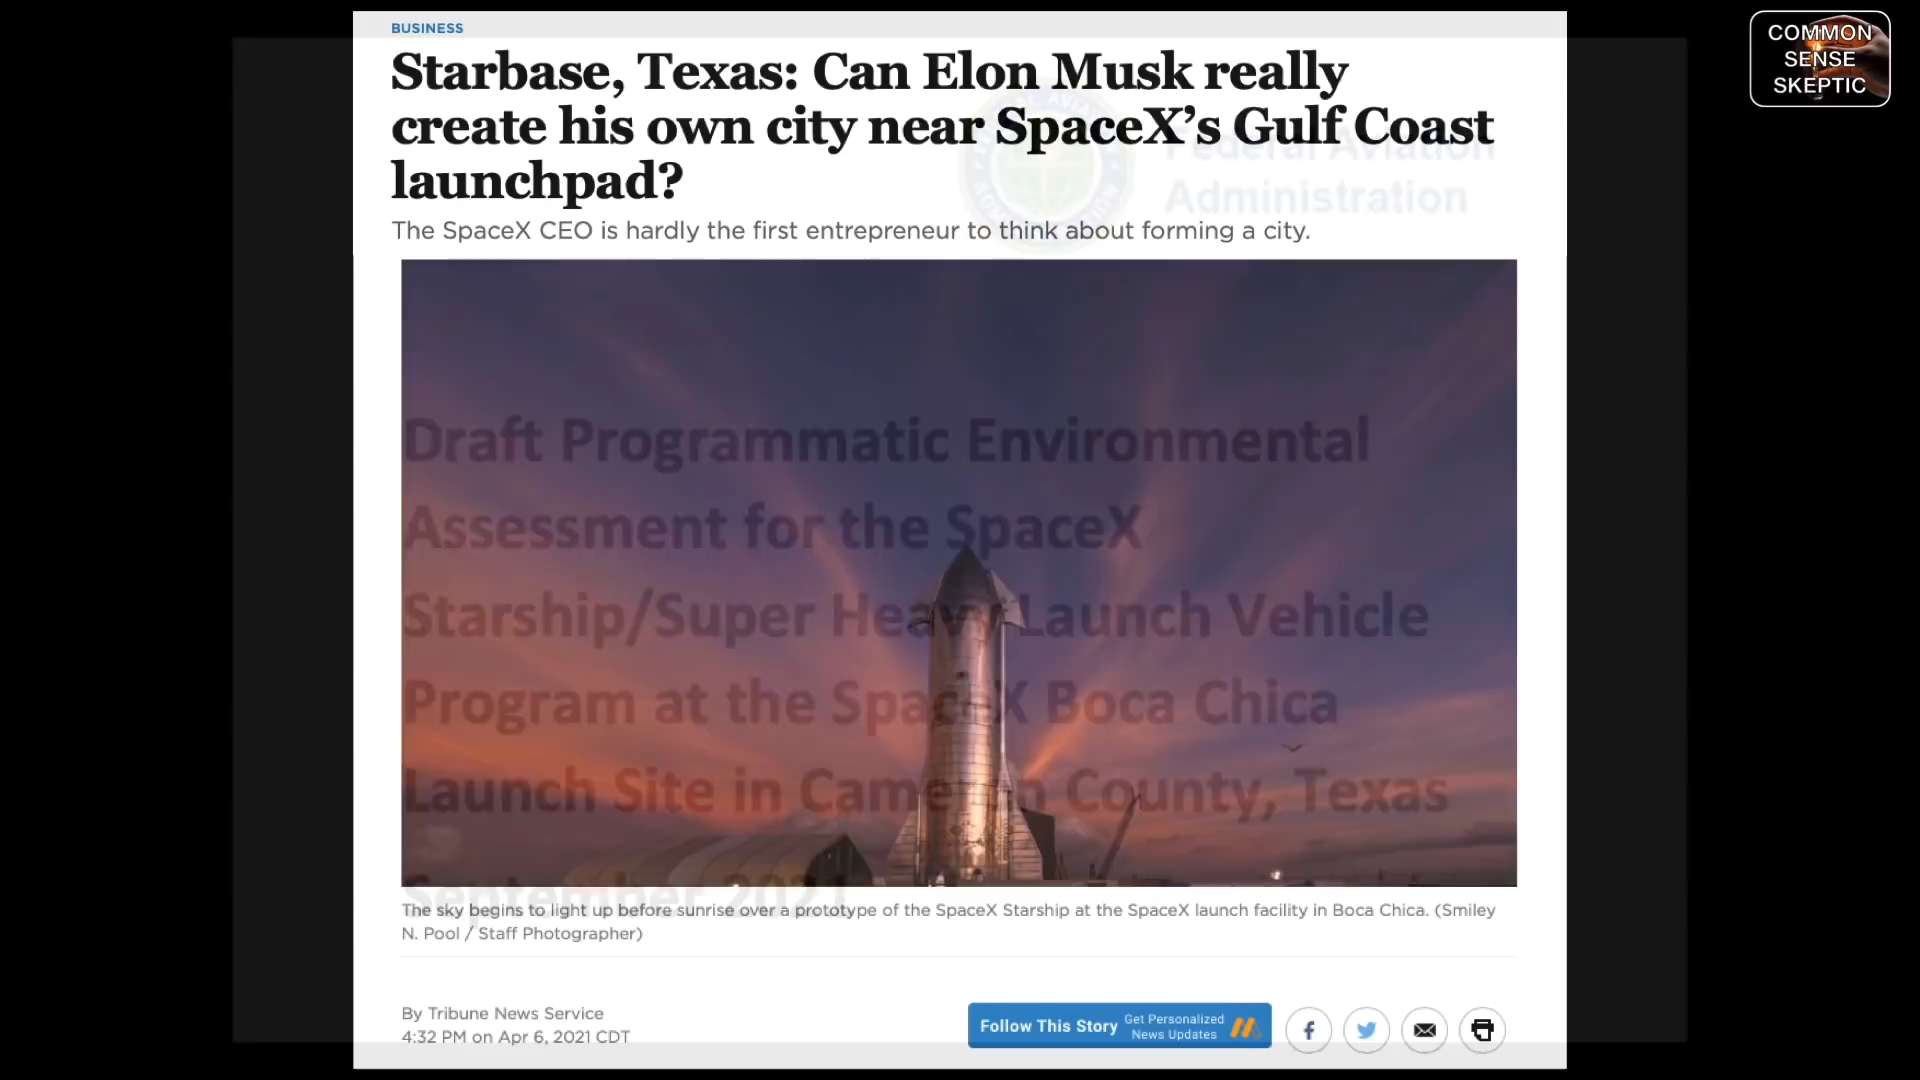 BUSINESS
Starbase, Texas: Can Elon Musk really
create his own city near SpaceX’s Gulf Coast
launchpad?
The SpaceX CEO is hardly the first entrepreneur to think about forming a city.
COMMON
SENSE
SKEPTIC
Federal Aviation
Administration
Draft Programmatic Environmental
Assessment for the SpaceX
Starship/Super Heavy Launch Vehicle
Program at the SpaceX Boca Chica
Launch Site in Cameron County, Texas
September 2021
The sky begins to light up before sunrise over a prototype of the SpaceX Starship at the SpaceX launch facility in Boca Chica. (Smiley
N. Pool / Staff Photographer)
By Tribune News Service
4:32 PM on Apr 6, 2021 CDT
Follow This Story
Get Personalized
News Updates